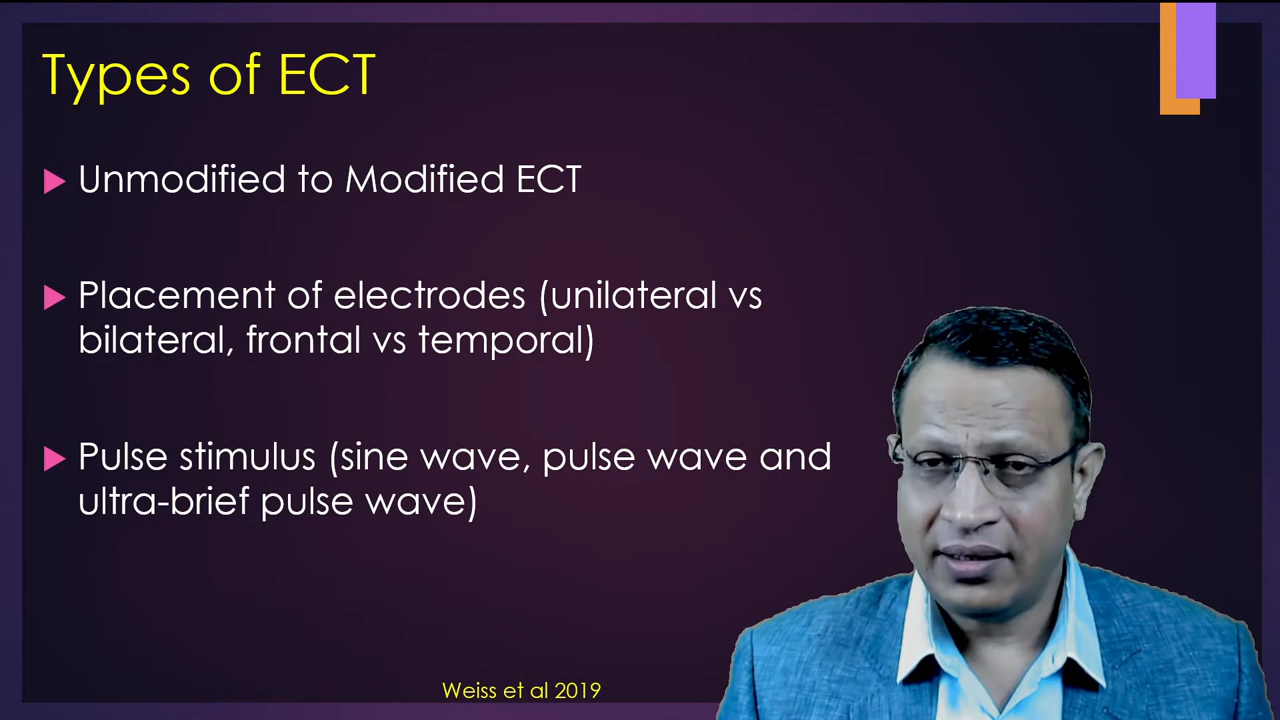 Types of ECT
Unmodified to Modified ECT
Placement of electrodes (unilateral vs
bilateral, frontal vs temporal)
Pulse stimulus (sine wave, pulse wave and
ultra-brief pulse wave)
Weiss et al 2019